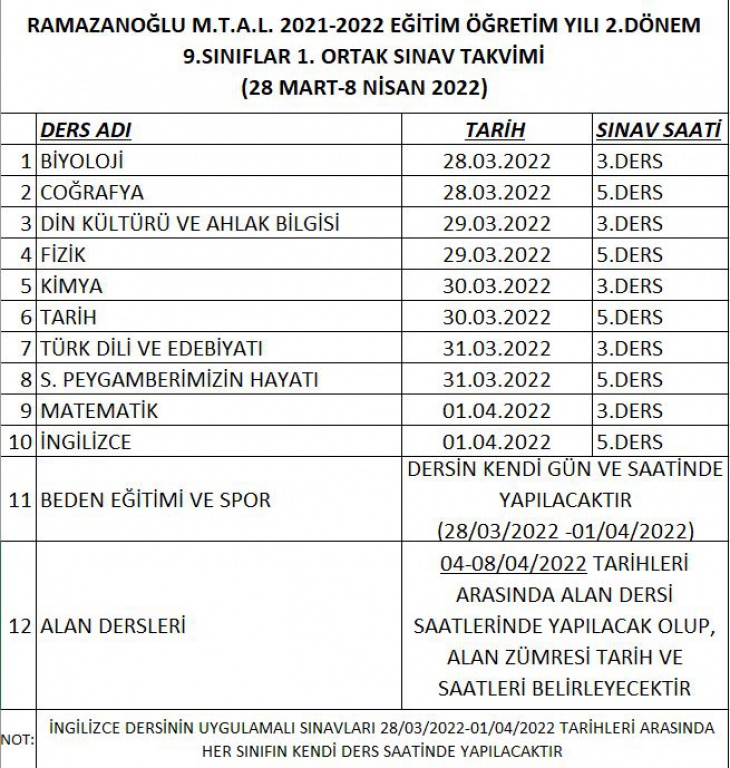 RAMAZANOĞLU M.T.A.L. 2021-2022 EĞİTİM ÖĞRETİM YILI 2.DÖNEM
9.SINIFLAR 1. ORTAK SINAV TAKVİMİ
(28 MART-8 NİSAN 2022)
DERS ADI TARİH SINAV SAATİ
1 BİYOLOJİ 28.03.2022 3.DERS
2 COĞRAFYA 28.03.2022 5.DERS
3 DİN KÜLTÜRÜ VE AHLAK BİLGİSİ 29.03.2022 3.DERS
4 FİZİK 29.03.2022 5.DERS
5 KİMYA 30.03.2022 3.DERS
6 TARİH 30.03.2022 5.DERS
7 TÜRK DİLİ VE EDEBİYATI 31.03.2022 3.DERS
8 S. PEYGAMBERİMİZİN HAYATI 31.03.2022 5.DERS
9 MATEMATİK 01.04.2022 3.DERS
10 İNGİLİZCE 01.04.2022 5.DERS
11 BEDEN EĞİTİMİ VE SPOR
DERSİN KENDİ GÜN VE SAATİNDE
YAPILACAKTIR
(28/03/2022 -01/04/2022)
12 ALAN DERSLERİ
04-08/04/2022 TARİHLERİ
ARASINDA ALAN DERSİ
SAATLERİNDE YAPILACAK OLUP,
ALAN ZÜMRESİ TARİH VE
SAATLERİ BELİRLEYECEKTİR
NOT:
İNGİLİZCE DERSİNİN UYGULAMALI SINAVLARI 28/03/2022-01/04/2022 TARİHLERİ ARASINDA
HER SINIFIN KENDİ DERS SAATİNDE YAPILACAKTIR